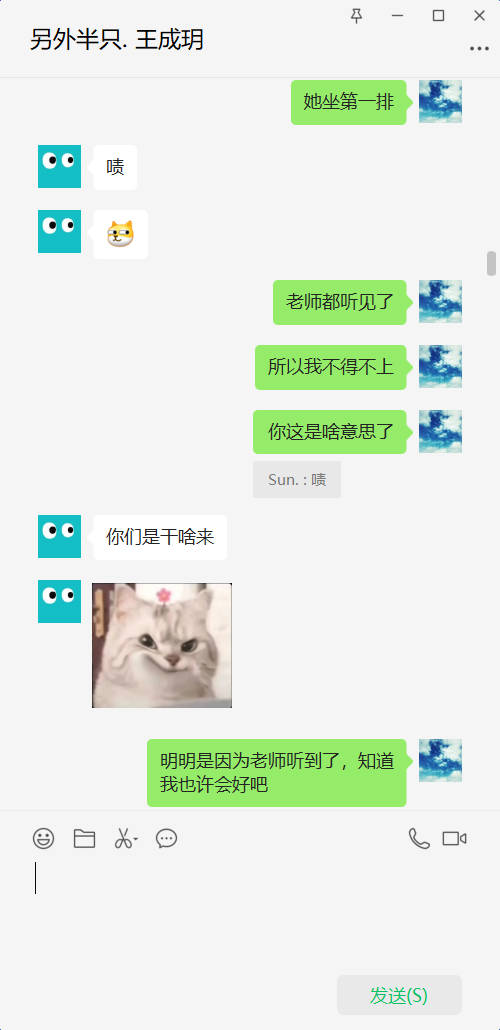 另外半只. 王成玥
她坐第一排
啧
老师都听见了
所以我不得不上
你这是啥意思了
Sun. : 啧
你们是干啥来
明明是因为老师听到了，知道
我也许会好吧
发送(S)